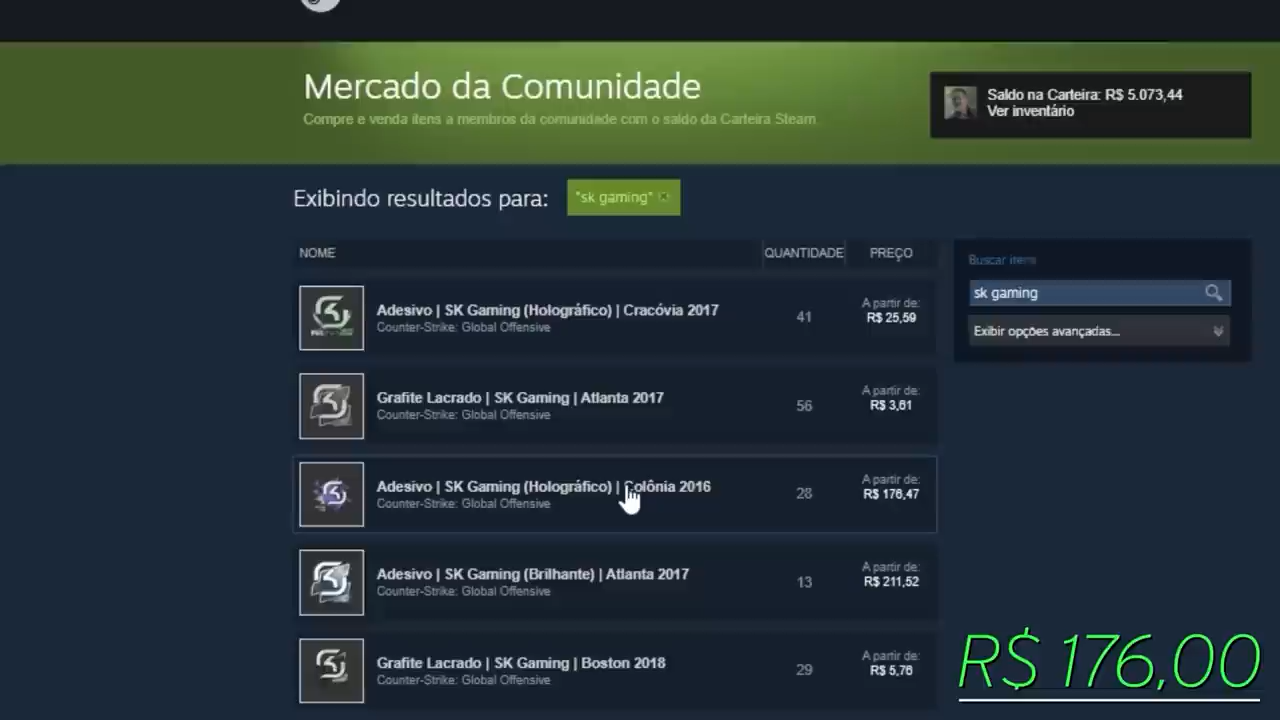 Mercado da Comunidade
Compre e venda itens a membros da comunidade com o saldo da Carteira Steam
Saldo na Carteira: R$ 5.073,44
Ver inventário
Exibindo resultados para:
"sk gaming" ×
NOME
QUANTIDADE
PREÇO
Adesivo | SK Gaming (Holográfico) | Cracóvia 2017
Counter-Strike: Global Offensive
41
A partir de:
R$ 25,59
Grafite Lacrado | SK Gaming | Atlanta 2017
Counter-Strike: Global Offensive
56
A partir de:
R$ 3,61
Adesivo | SK Gaming (Holográfico) | Colônia 2016
Counter-Strike: Global Offensive
28
A partir de:
R$ 176,47
Adesivo | SK Gaming (Brilhante) | Atlanta 2017
Counter-Strike: Global Offensive
13
A partir de:
R$ 211,52
Grafite Lacrado | SK Gaming | Boston 2018
Counter-Strike: Global Offensive
29
A partir de:
R$ 5,76
Buscar itens
sk gaming
Exibir opções avançadas...
R$ 176,00